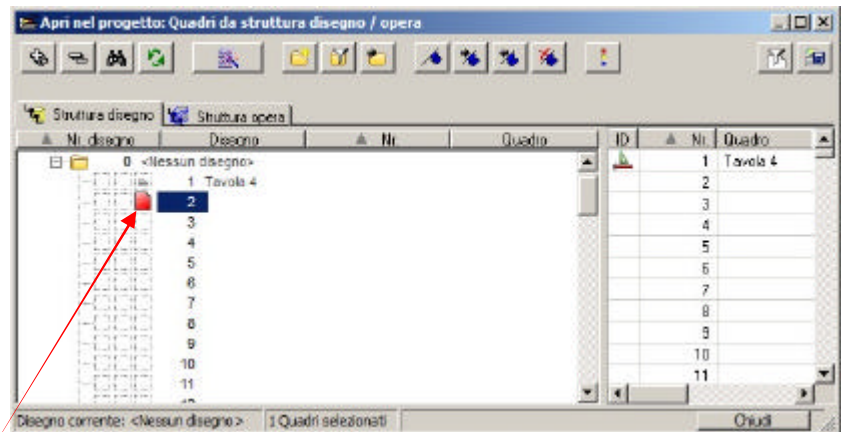 Apri nel progetto: Quadri da struttura disegno / opera
Struttura disegno Struttura opera
Nr. disegno Disegno Nr. Quadro ID Nr. Quadro
0 <Nessun disegno> 1 Tavola 4
1 Tavola 4 2
2 3
3 4
4 5
5 6
6 7
7 8
8 9
9 10
10 11
11
Disegno corrente: <Nessun disegno> 1 Quadri selezionati Chiudi